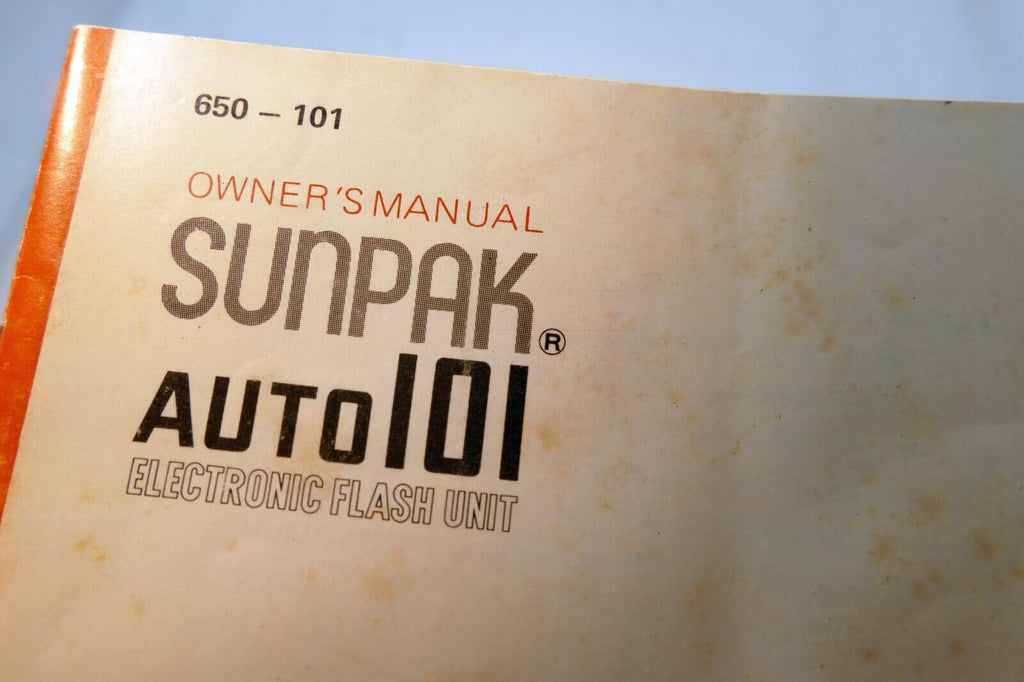 650 – 101
OWNER'S MANUAL
SUNPAK®
AUTO 101
ELECTRONIC FLASH UNIT